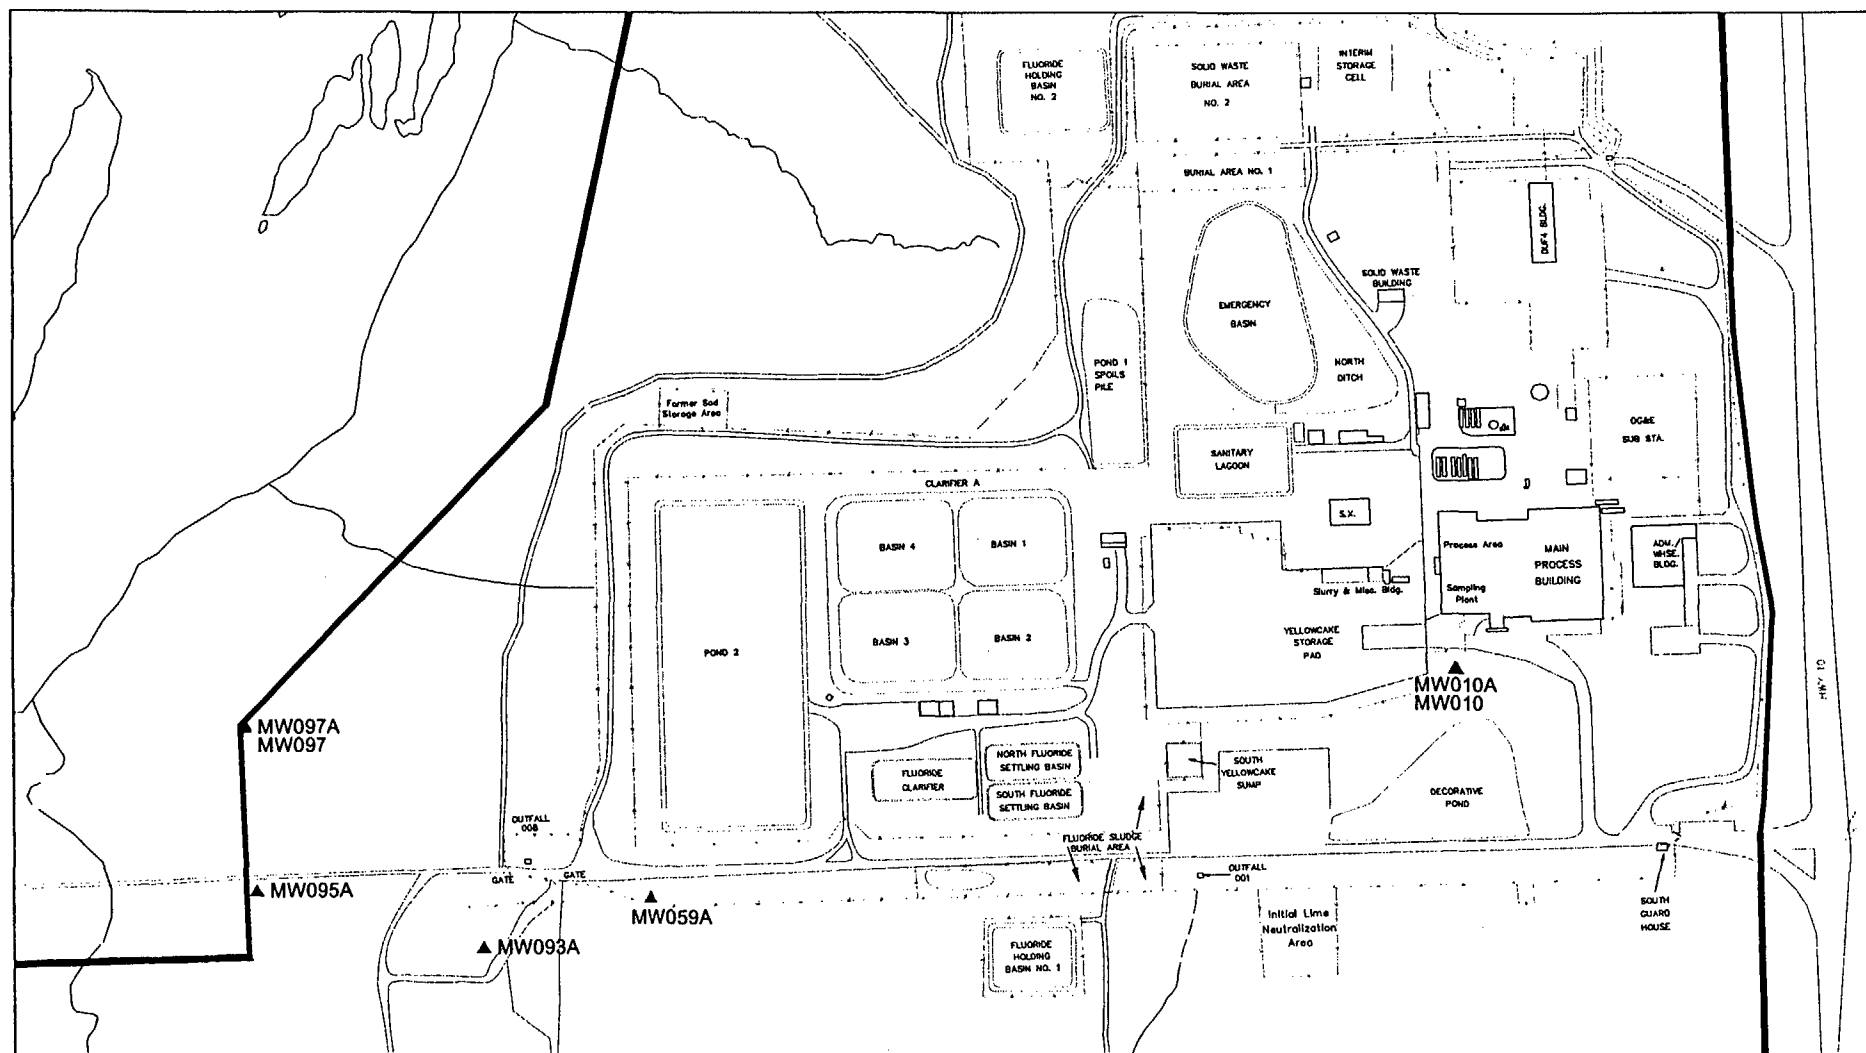 FLUORIDE
HOLDING
BASIN
NO. 2
SOLID WASTE
BURIAL AREA
NO. 2
INTERIM
STORAGE
CELL
BURIAL AREA NO. 1
DUF4 BLDG.
SOLID WASTE
BUILDING
EMERGENCY
BASIN
POND 1
SPOILS
PILE
NORTH
DITCH
Former Sod
Storage Area
OG&E
SUB STA.
SANITARY
LAGOON
CLARIFIER A
S.X.
BASIN 4
BASIN 1
Process Area
MAIN
PROCESS
BUILDING
ADM.
WHSE.
BLDG.
Sampling
Plant
Slurry & Misc. Bldg.
BASIN 3
BASIN 2
POND 2
YELLOWCAKE
STORAGE
PAD
HWY 10
MW010A
MW010
MW097A
MW097
NORTH FLUORIDE
SETTLING BASIN
SOUTH
YELLOWCAKE
SUMP
FLUORIDE
CLARIFIER
SOUTH FLUORIDE
SETTLING BASIN
DECORATIVE
POND
OUTFALL
008
FLUORIDE SLUDGE
BURIAL AREA
GATE
GATE
OUTFALL
001
MW095A
MW059A
SOUTH
GUARD
HOUSE
Initial Lime
Neutralization
Area
MW093A
FLUORIDE
HOLDING
BASIN NO. 1